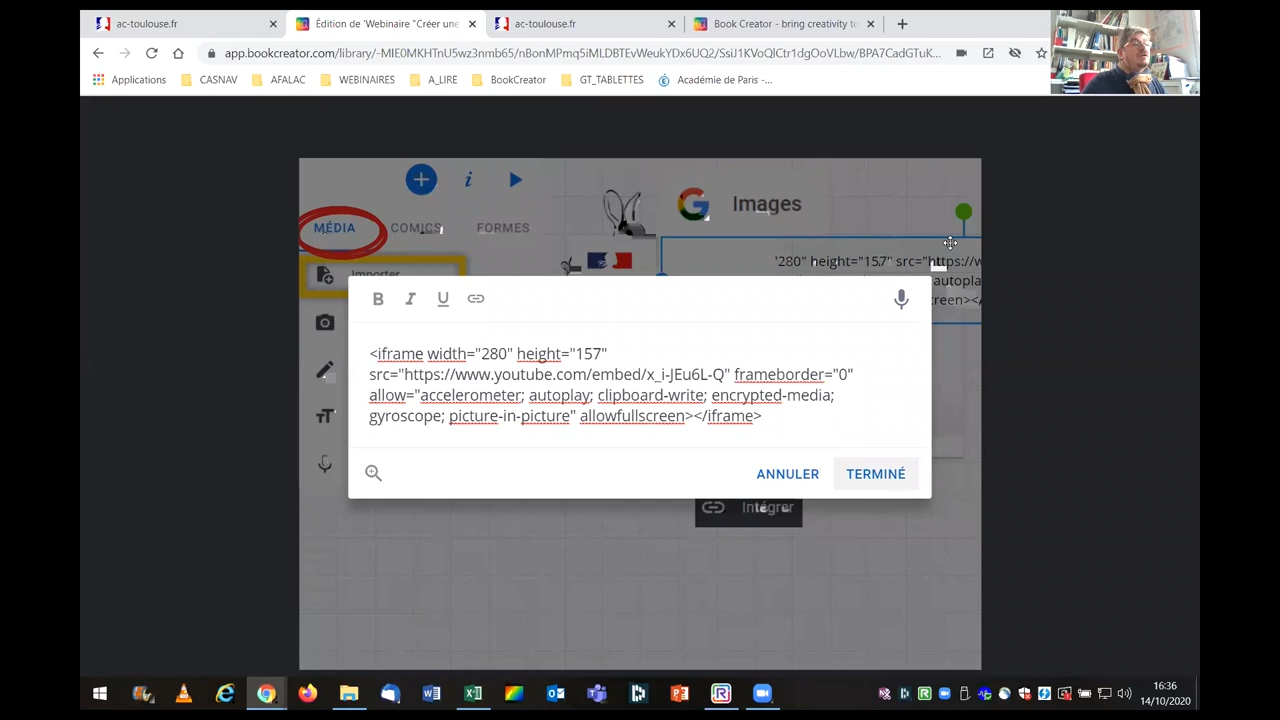 ac-toulouse.fr
Édition de 'Webinaire "Créer une
ac-toulouse.fr
Book Creator - bring creativity to
app.bookcreator.com/library/-MIE0MKHTnU5wz3nmb65/nBonMPmq5iMLDBTEvWeukYDx6UQ2/SsiJ1KVoQlCtr1dgOoVLbw/BPA7CadGTuK...
Applications
CASNAV
AFALAC
WEBINAIRES
A_LIRE
BookCreator
GT_TABLETTES
Académie de Paris -...
Images
MÉDIA
COMICS
FORMES
'280" height="157" src="https://w
autopla
creen></
Importer
B I U
<iframe width="280" height="157"
src="https://www.youtube.com/embed/x_i-JEu6L-Q" frameborder="0"
allow="accelerometer; autoplay; clipboard-write; encrypted-media;
gyroscope; picture-in-picture" allowfullscreen></iframe>
ANNULER
TERMINÉ
Intégrer
16:36
14/10/2020